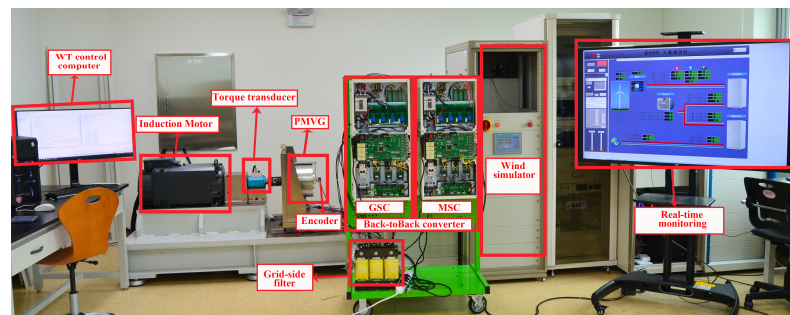 WT control
computer
Induction Motor
Torque transducer
PMVG
Encoder
GSC
MSC
Back-toBack converter
Grid-side
filter
Wind
simulator
Real-time
monitoring